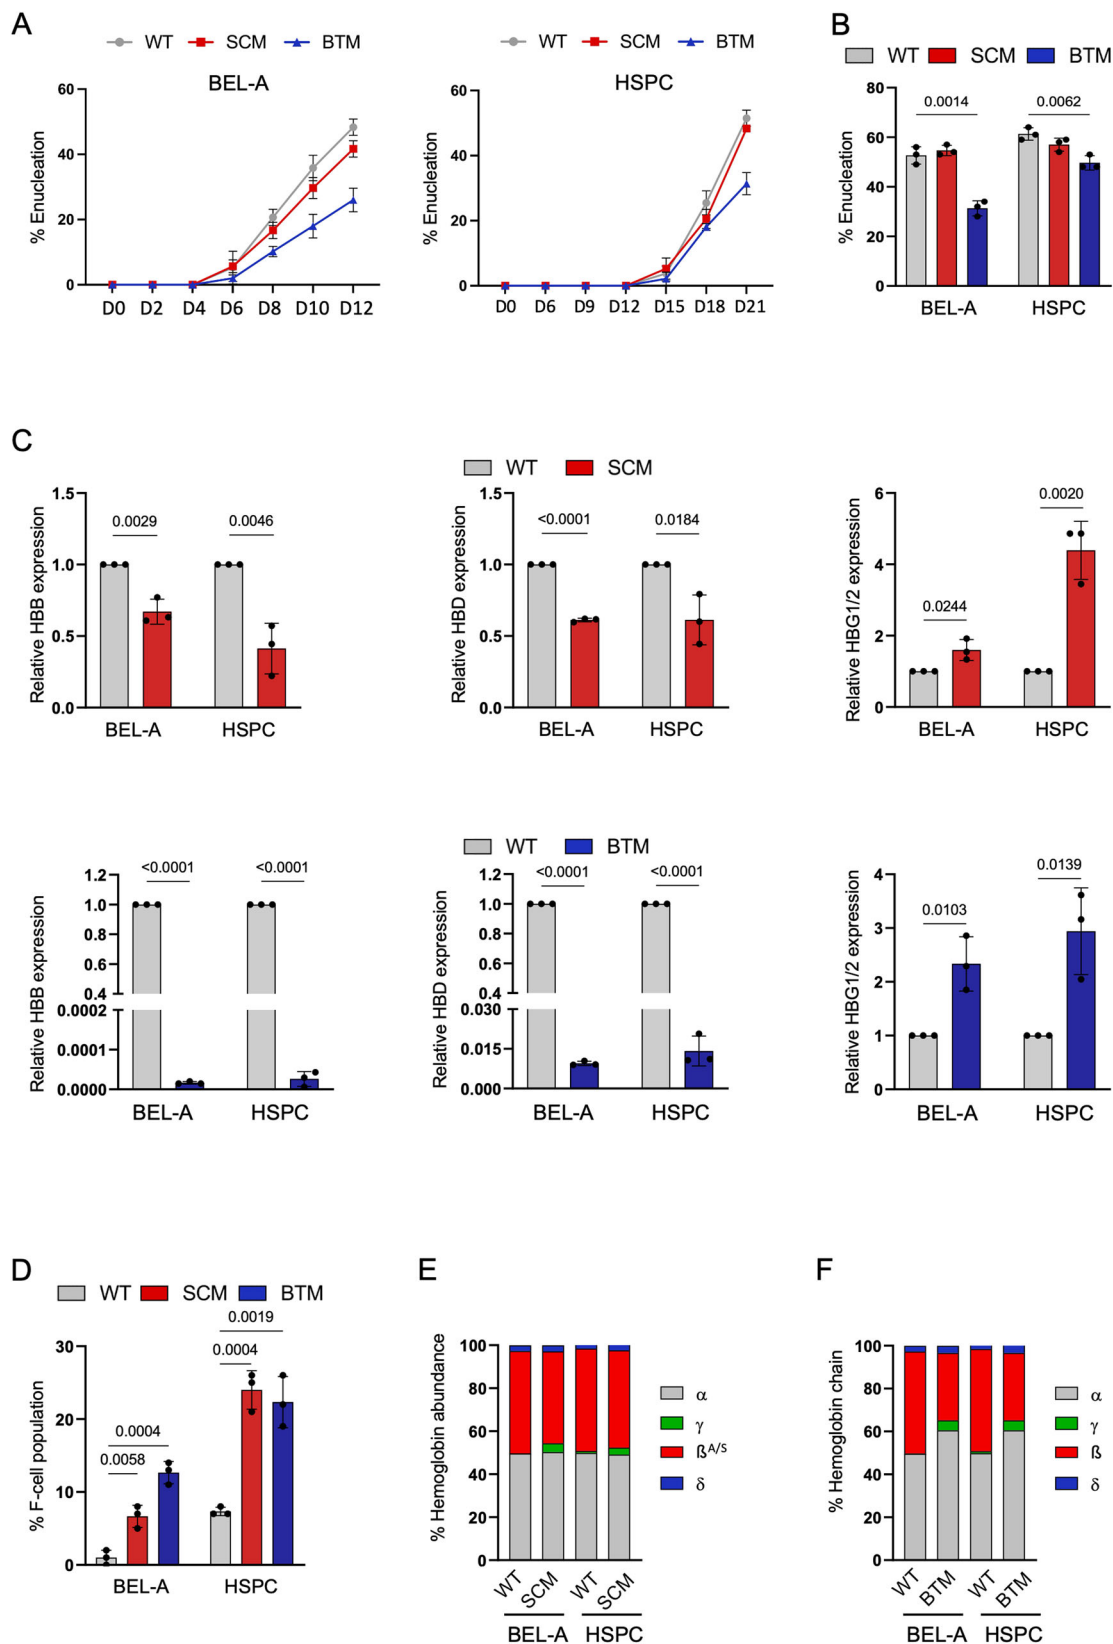 A
WT SCM BTM
BEL-A
% Enucleation
60
40
20
0
D0 D2 D4 D6 D8 D10 D12
WT SCM BTM
HSPC
% Enucleation
60
40
20
0
D0 D6 D9 D12 D15 D18 D21
B
WT SCM BTM
% Enucleation
80
60
40
20
0
0.0014 0.0062
BEL-A HSPC
C
WT SCM
Relative HBB expression
1.5
1.0
0.5
0.0
0.0029 0.0046
BEL-A HSPC
Relative HBD expression
1.5
1.0
0.5
0.0
<0.0001 0.0184
BEL-A HSPC
Relative HBG1/2 expression
6
4
2
0
0.0244 0.0020
BEL-A HSPC
WT BTM
Relative HBB expression
1.2
1.0
0.8
0.6
0.4
0.0002
0.0001
0.0000
<0.0001 <0.0001
BEL-A HSPC
Relative HBD expression
1.2
1.0
0.8
0.6
0.4
0.030
0.015
0.000
<0.0001 <0.0001
BEL-A HSPC
Relative HBG1/2 expression
4
3
2
1
0
0.0103 0.0139
BEL-A HSPC
D
WT SCM BTM
% F-cell population
30
20
10
0
0.0019
0.0004
0.0004
0.0058
BEL-A HSPC
E
% Hemoglobin abundance
100
80
60
40
20
0
α
γ
ß^A/S
δ
WT SCM WT SCM
BEL-A HSPC
F
% Hemoglobin chain
100
80
60
40
20
0
α
γ
ß
δ
WT BTM WT BTM
BEL-A HSPC